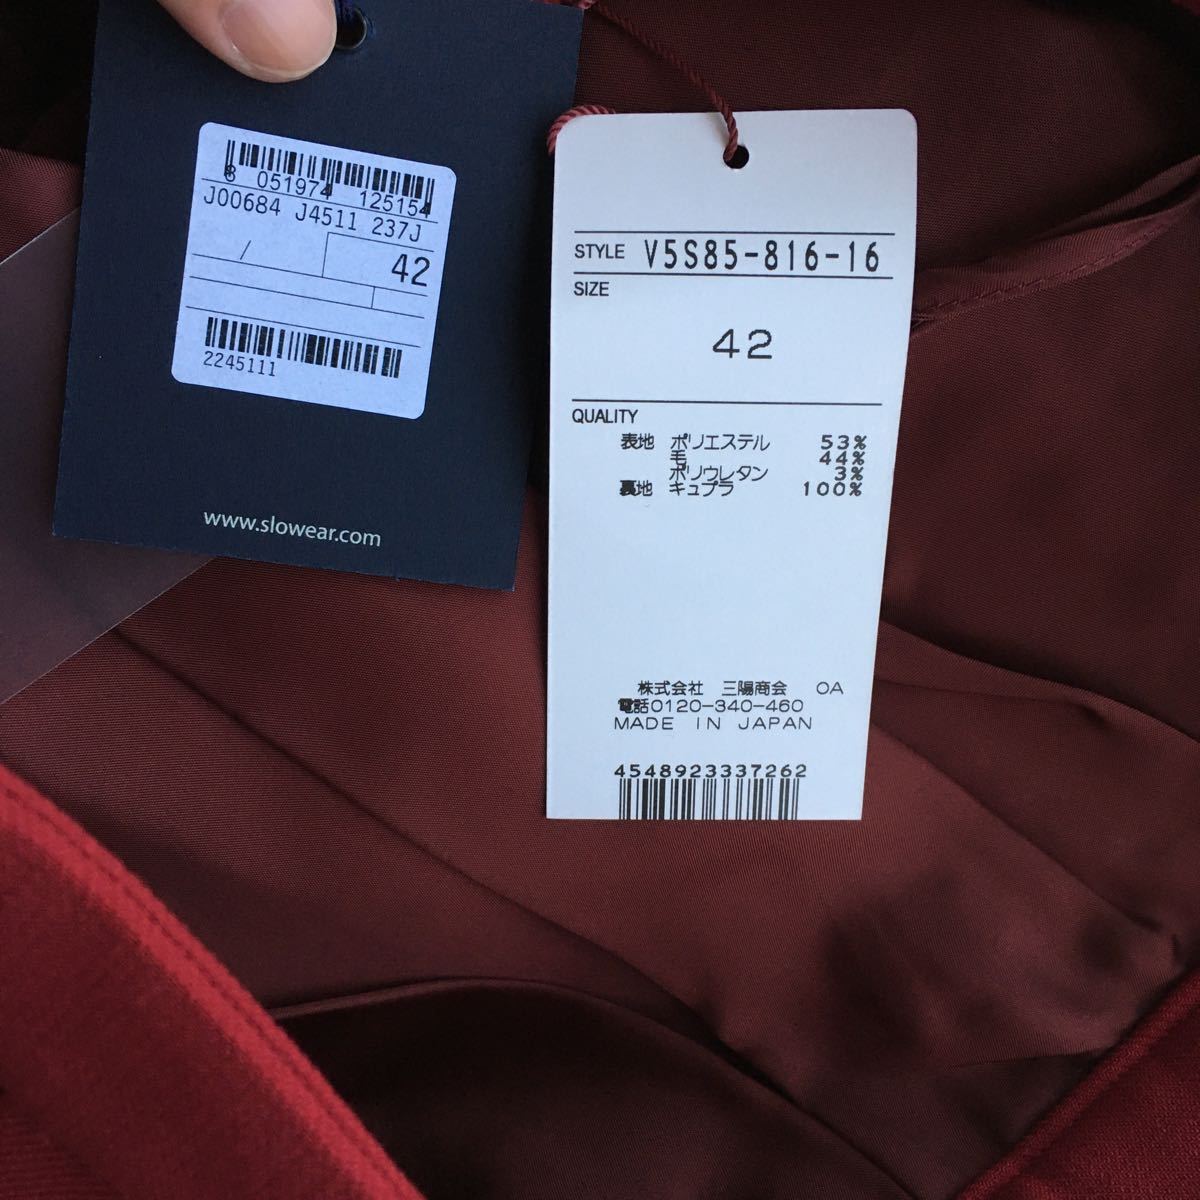 8 051974 125154
J00684 J4511 237J
/
42
2245111
www.slowear.com
STYLE V5S85-816-16
SIZE
42
QUALITY
表地 ポリエステル 53%
毛 44%
ポリウレタン 3%
裏地 キュプラ 100%
株式会社 三陽商会 OA
電話0120-340-460
MADE IN JAPAN
4548923337262